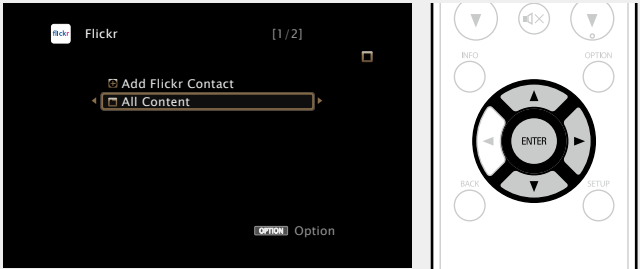 flickr Flickr [1/2]
Add Flickr Contact
All Content
OPTION Option
INFO OPTION
ENTER
BACK SETUP